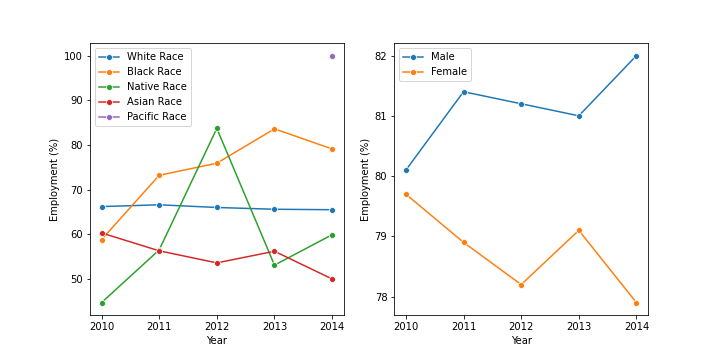 White Race
Black Race
Native Race
Asian Race
Pacific Race
100
90
80
70
60
50
Employment (%)
2010 2011 2012 2013 2014
Year
Male
Female
82
81
80
79
78
Employment (%)
2010 2011 2012 2013 2014
Year